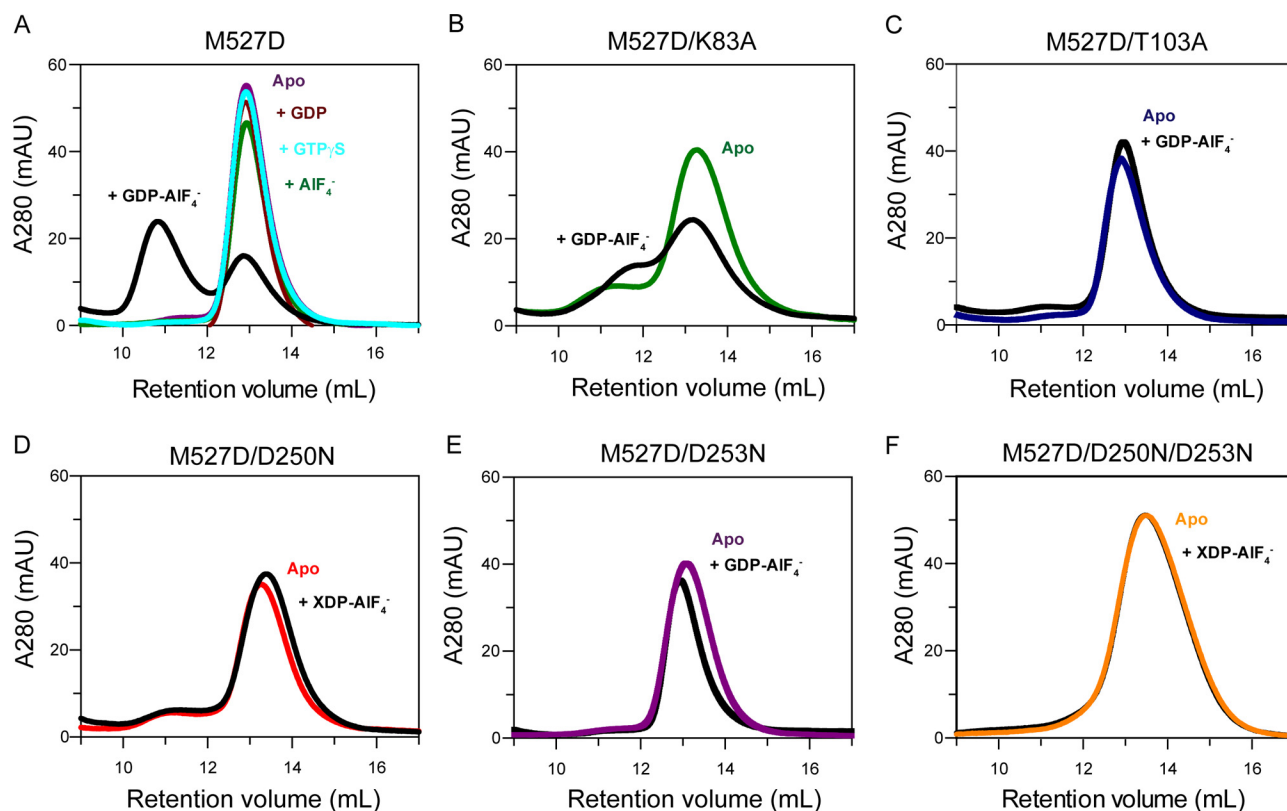 A
M527D
60
40
20
0
A280 (mAU)
Apo
+ GDP
+ GTPγS
+ AlF₄⁻
+ GDP-AlF₄⁻
10 12 14 16
Retention volume (mL)
B
M527D/K83A
60
40
20
0
A280 (mAU)
Apo
+ GDP-AlF₄⁻
10 12 14 16
Retention volume (mL)
C
M527D/T103A
60
40
20
0
A280 (mAU)
Apo
+ GDP-AlF₄⁻
10 12 14 16
Retention volume (mL)
D
M527D/D250N
60
40
20
0
A280 (mAU)
Apo
+ XDP-AlF₄⁻
10 12 14 16
Retention volume (mL)
E
M527D/D253N
60
40
20
0
A280 (mAU)
Apo
+ GDP-AlF₄⁻
10 12 14 16
Retention volume (mL)
F
M527D/D250N/D253N
60
40
20
0
A280 (mAU)
Apo
+ XDP-AlF₄⁻
10 12 14 16
Retention volume (mL)